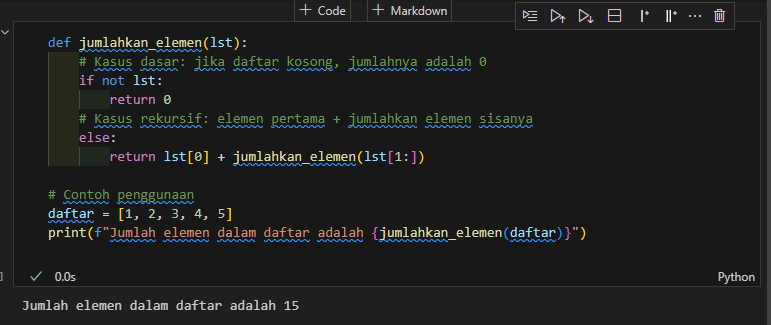 + Code + Markdown
def jumlahkan_elemen(lst):
    # Kasus dasar: jika daftar kosong, jumlahnya adalah 0
    if not lst:
        return 0
    # Kasus rekursif: elemen pertama + jumlahkan elemen sisanya
    else:
        return lst[0] + jumlahkan_elemen(lst[1:])

# Contoh penggunaan
daftar = [1, 2, 3, 4, 5]
print(f"Jumlah elemen dalam daftar adalah {jumlahkan_elemen(daftar)}")
] ✓ 0.0s Python
Jumlah elemen dalam daftar adalah 15